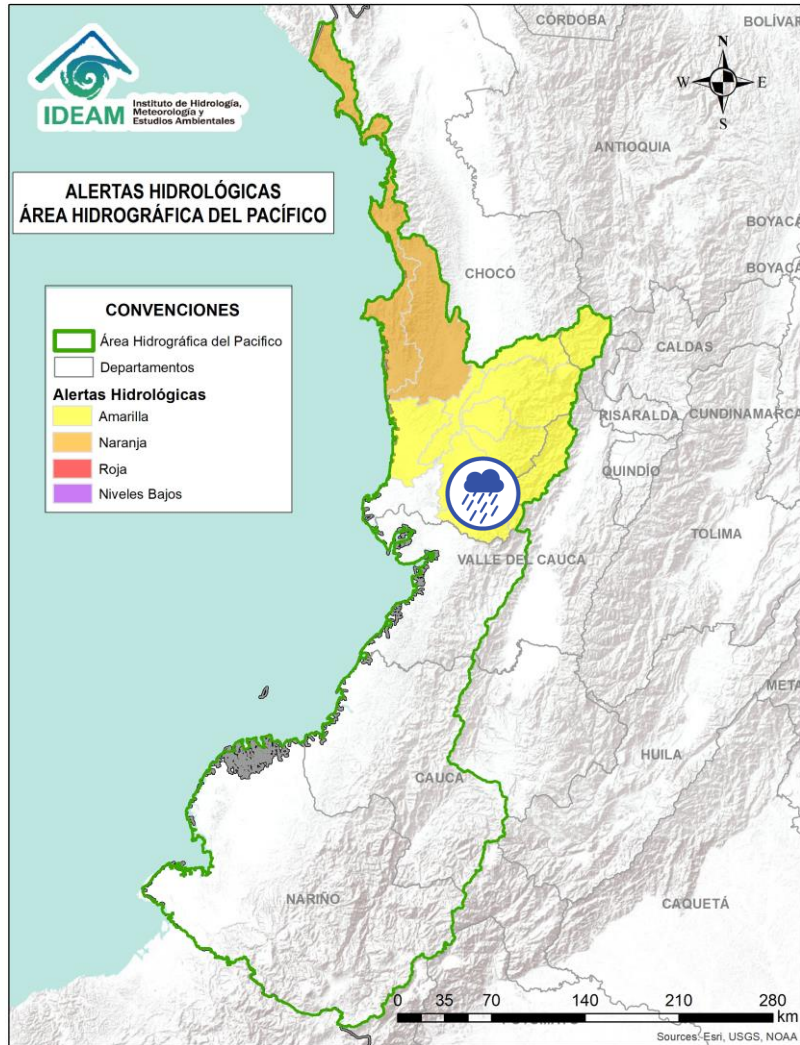 CÓRDOBA
BOLÍVAR
IDEAM
Instituto de Hidrología,
Meteorología y
Estudios Ambientales
N
W
E
S
ANTIOQUIA
ALERTAS HIDROLÓGICAS
ÁREA HIDROGRÁFICA DEL PACÍFICO
BOYACÁ
BOYACÁ
CHOCÓ
CONVENCIONES
Área Hidrográfica del Pacifico
Departamentos
Alertas Hidrológicas
Amarilla
Naranja
Roja
Niveles Bajos
CALDAS
RISARALDA
CUNDINAMARCA
QUINDÍO
TOLIMA
VALLE DEL CAUCA
META
HUILA
CAUCA
NARIÑO
CAQUETÁ
0 35 70 140 210 280
km
Sources: Esri, USGS, NOAA